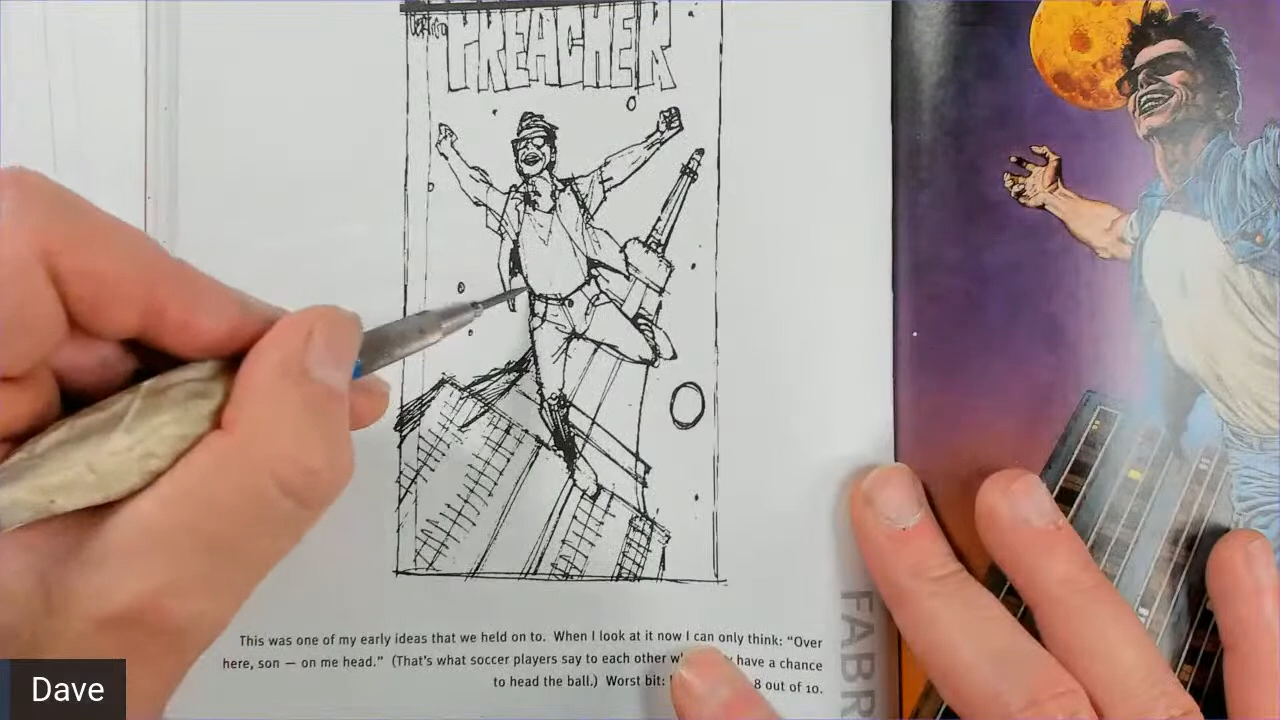 VERTIGO
PREACHER
This was one of my early ideas that we held on to. When I look at it now I can only think: “Over
here, son — on me head.” (That’s what soccer players say to each other have a chance
to head the ball.) Worst bit: 8 out of 10.
FABR
Dave